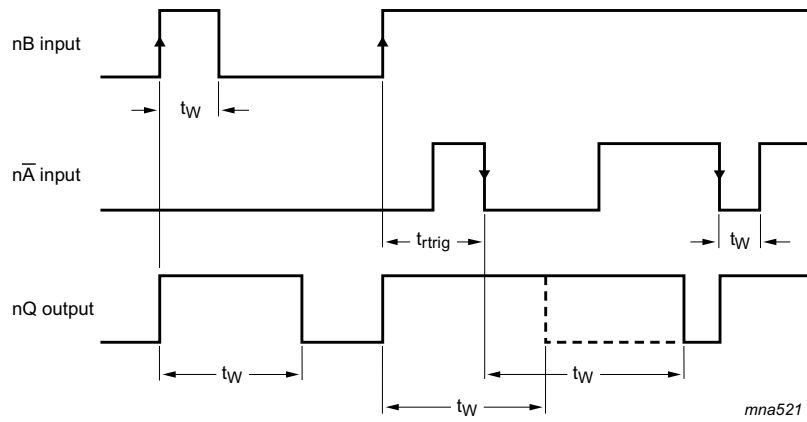 nB input
tW
nA̅ input
trtrig
tW
nQ output
tW
tW
tW
mna521